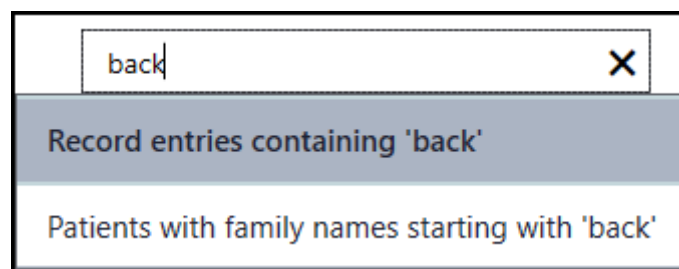 back
Record entries containing 'back'
Patients with family names starting with 'back'